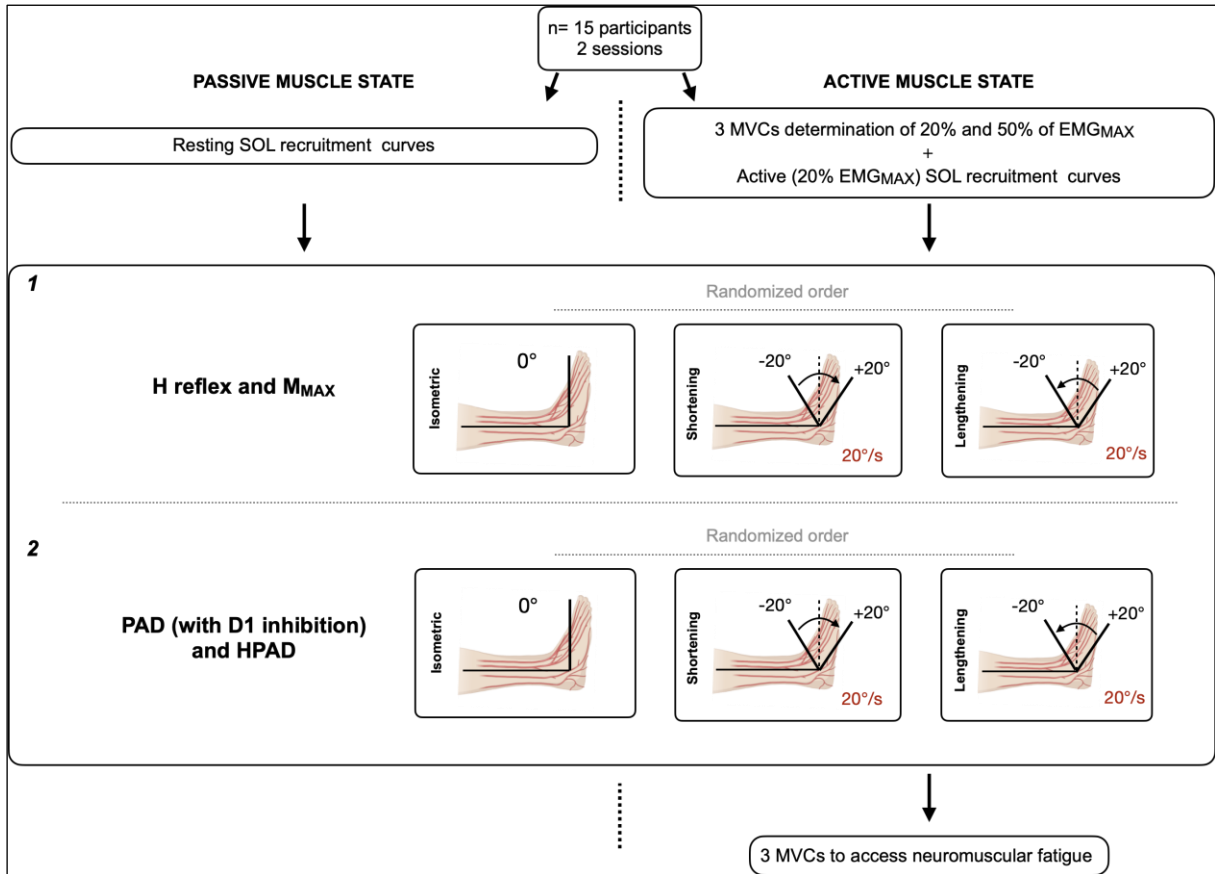 n= 15 participants
2 sessions
PASSIVE MUSCLE STATE
ACTIVE MUSCLE STATE
Resting SOL recruitment curves
3 MVCs determination of 20% and 50% of EMGMAX
+
Active (20% EMGMAX) SOL recruitment curves
1
Randomized order
H reflex and MMAX
Isometric
0°
Shortening
-20°
+20°
20°/s
Lengthening
-20°
+20°
20°/s
2
Randomized order
PAD (with D1 inhibition)
and HPAD
Isometric
0°
Shortening
-20°
+20°
20°/s
Lengthening
-20°
+20°
20°/s
3 MVCs to access neuromuscular fatigue